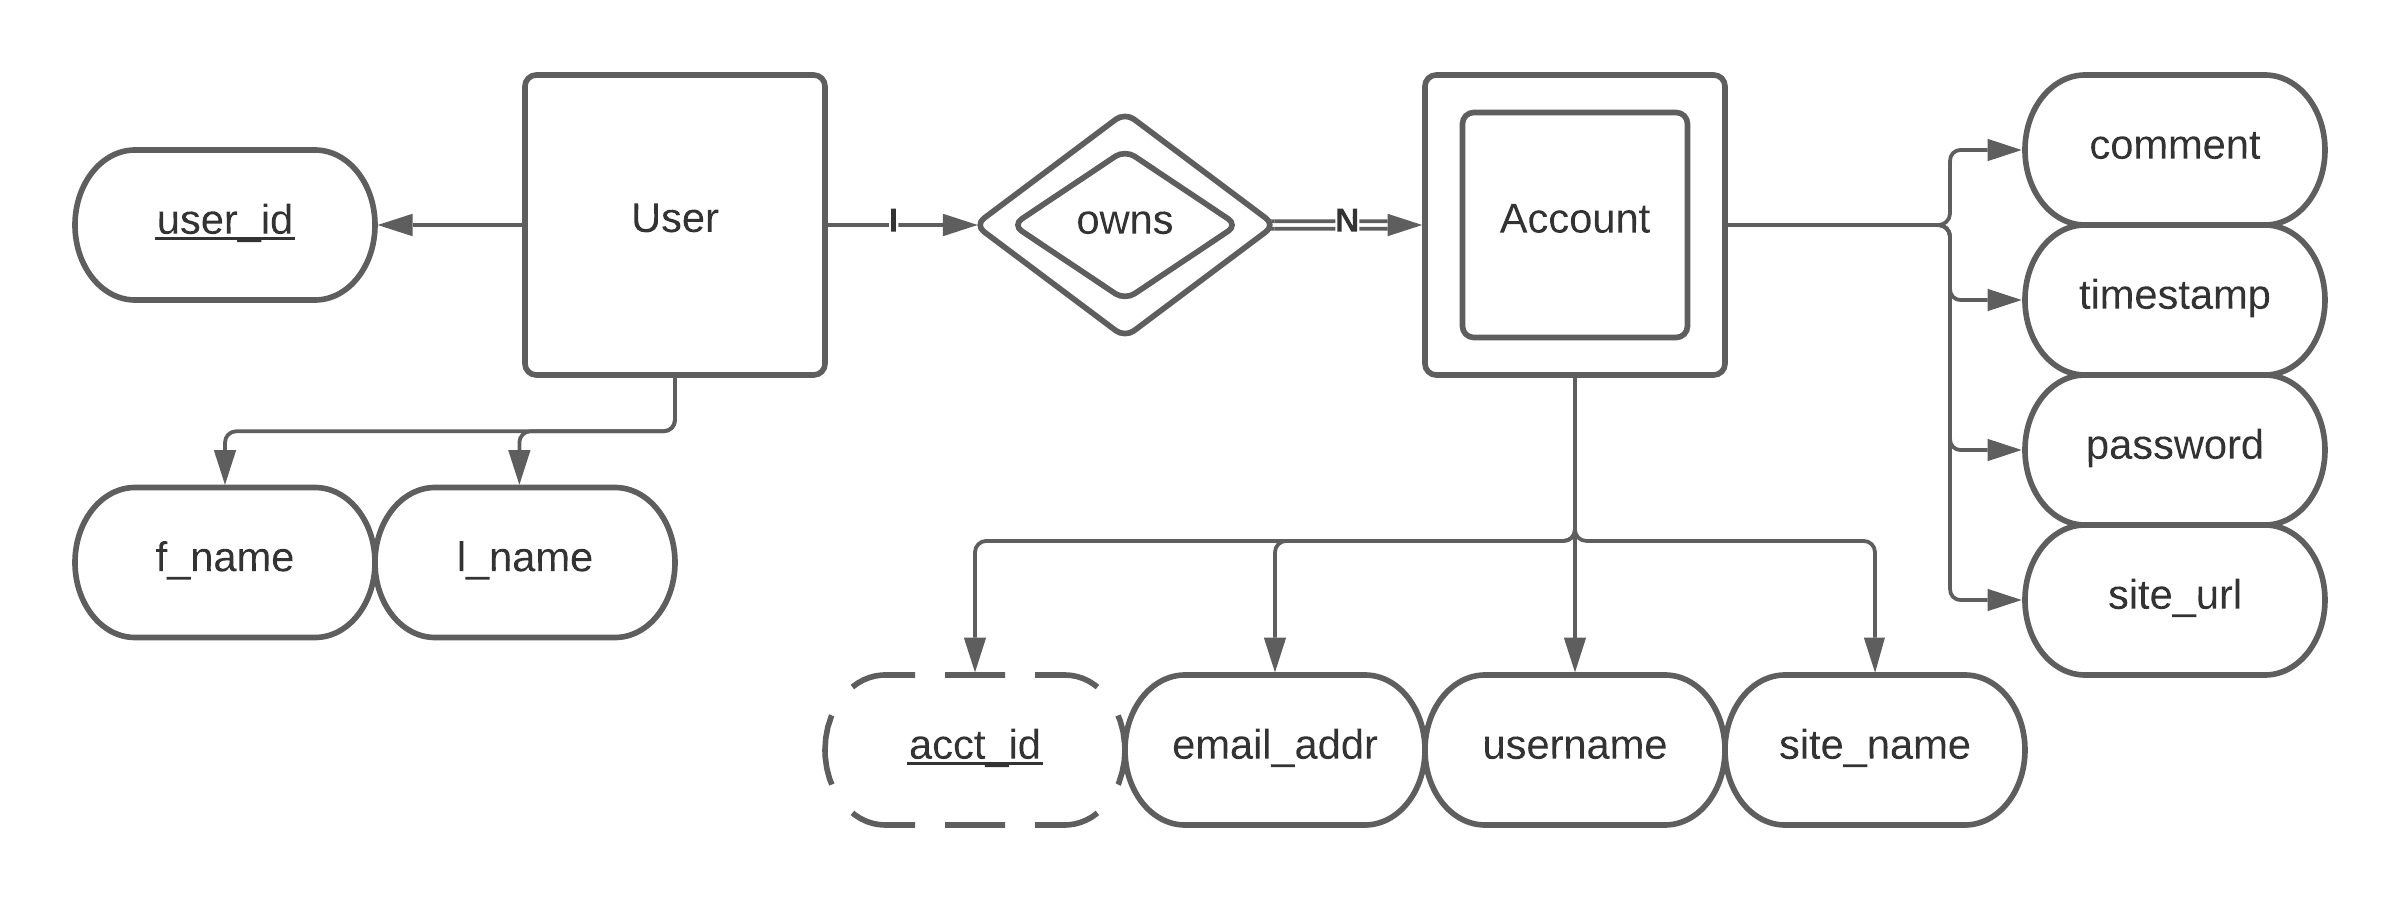 comment
user_id
User
I
owns
N
Account
timestamp
password
f_name
l_name
site_url
acct_id
email_addr
username
site_name